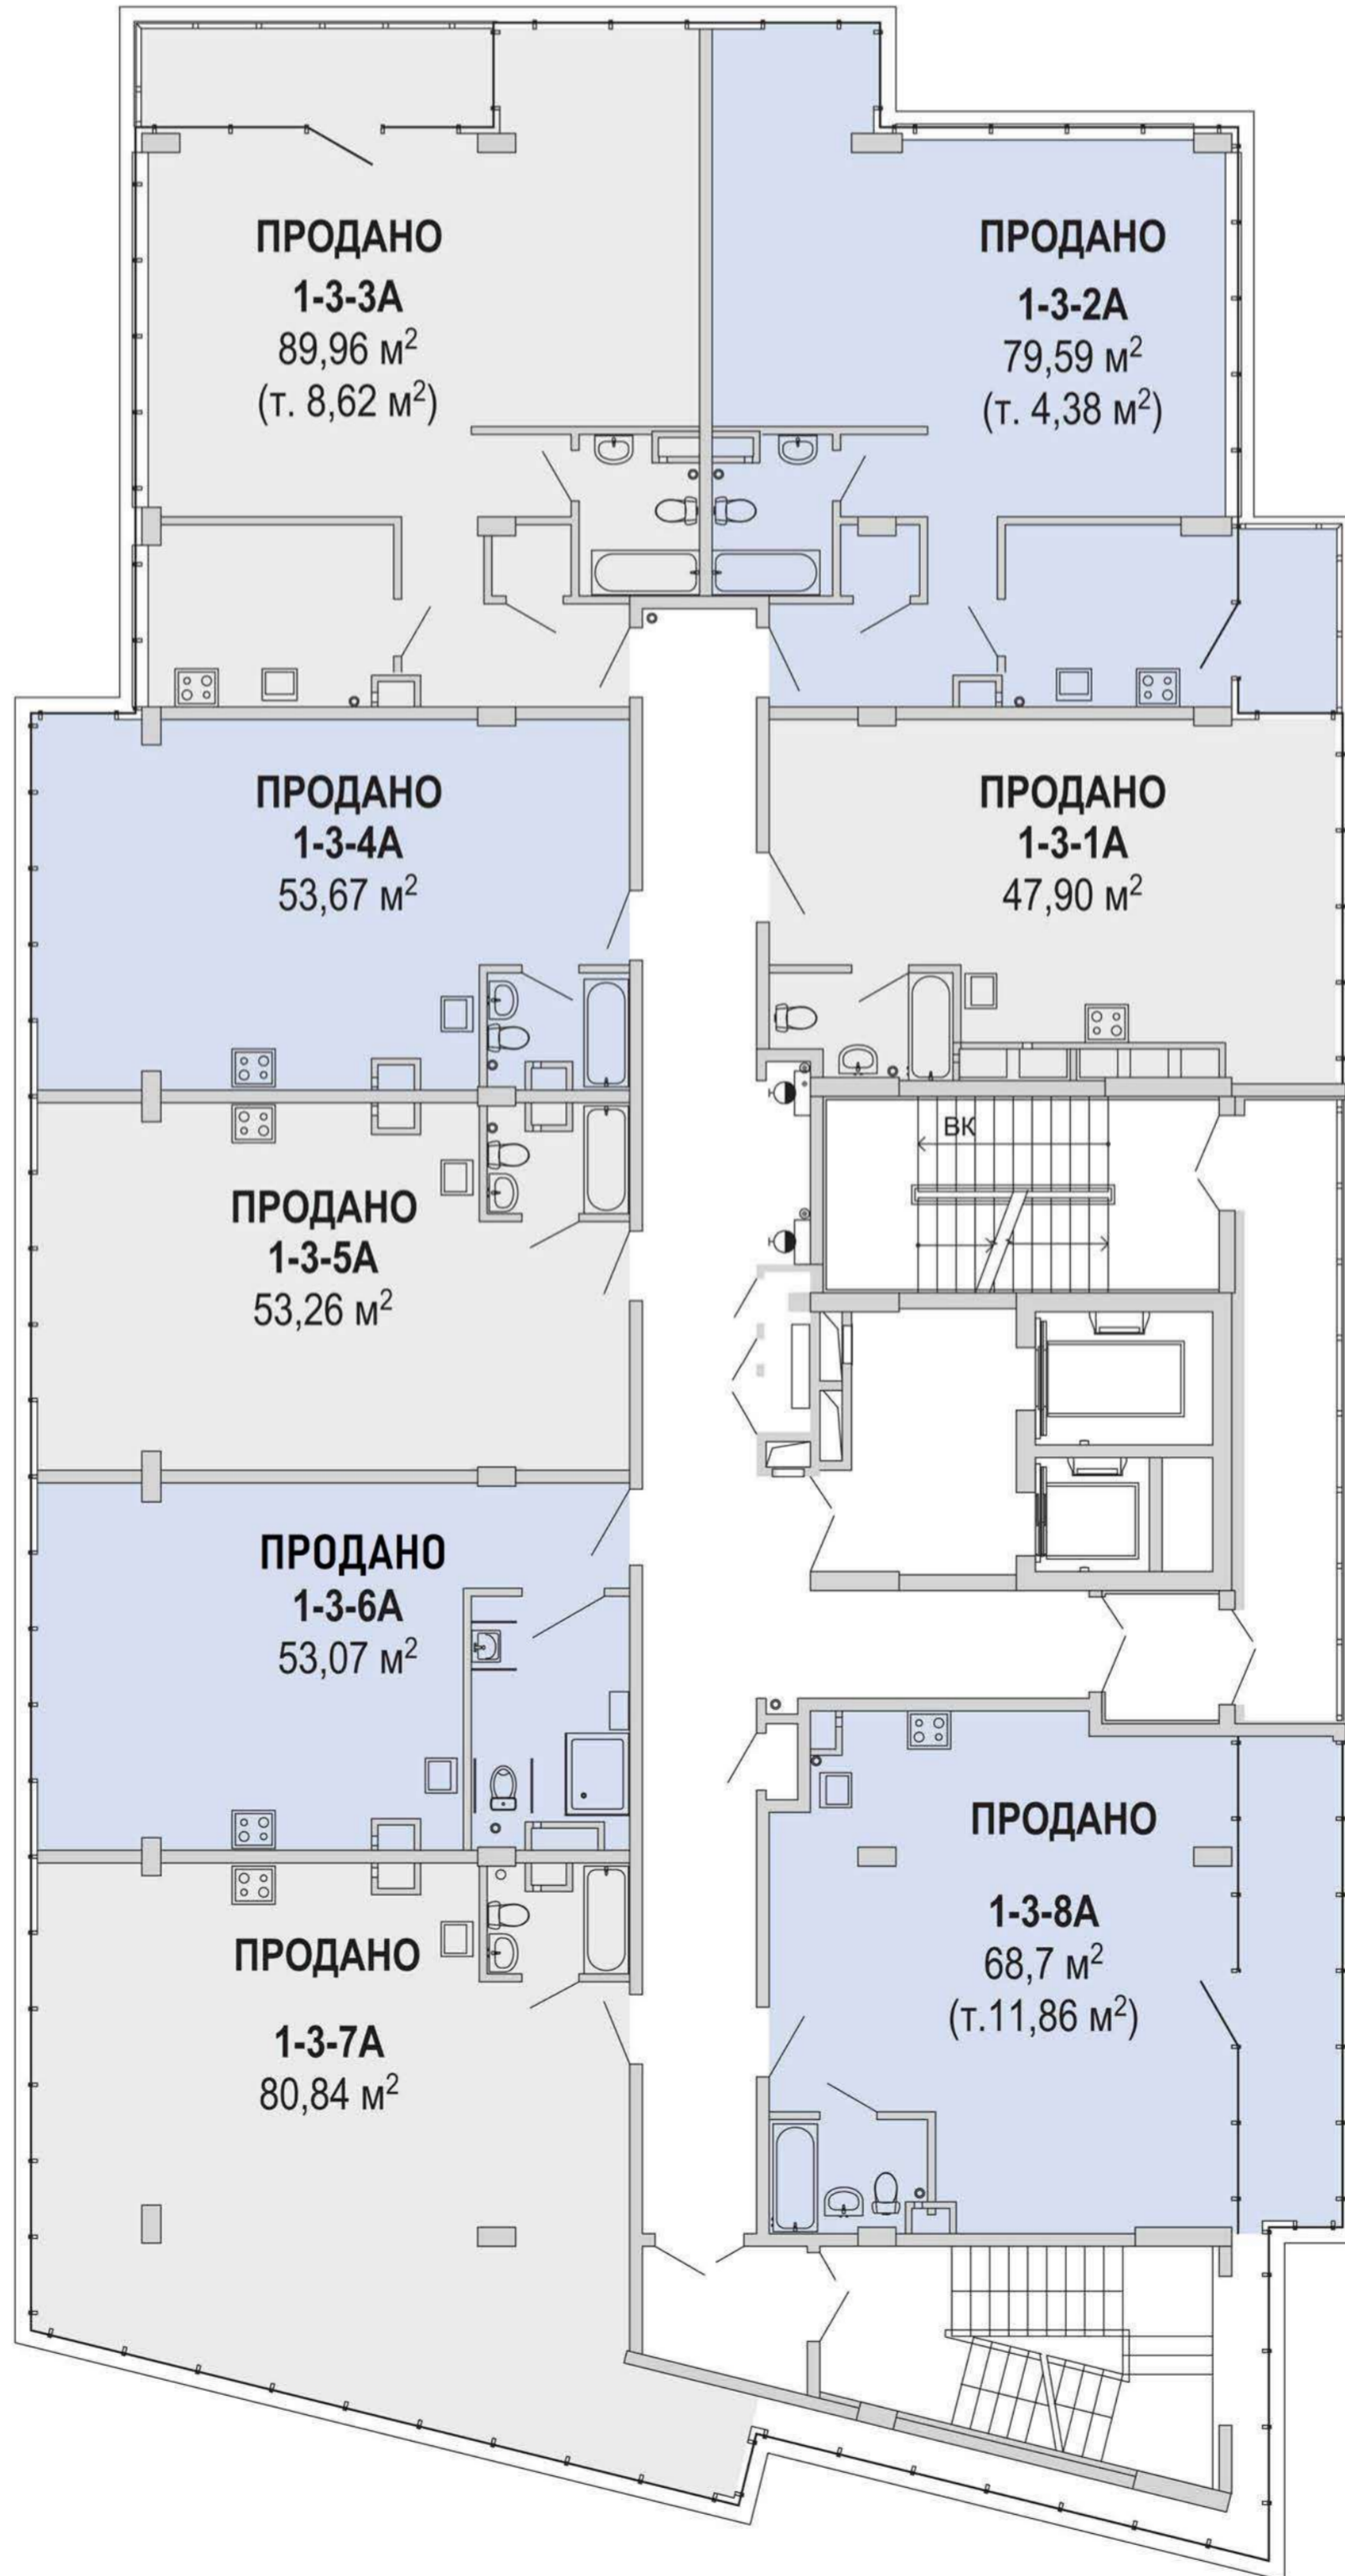 ПРОДАНО
1-3-3А
89,96 м²
(т. 8,62 м²)
ПРОДАНО
1-3-2А
79,59 м²
(т. 4,38 м²)
ПРОДАНО
1-3-4А
53,67 м²
ПРОДАНО
1-3-1А
47,90 м²
ВК
ПРОДАНО
1-3-5А
53,26 м²
ПРОДАНО
1-3-6А
53,07 м²
ПРОДАНО
1-3-8А
68,7 м²
(т.11,86 м²)
ПРОДАНО
1-3-7А
80,84 м²